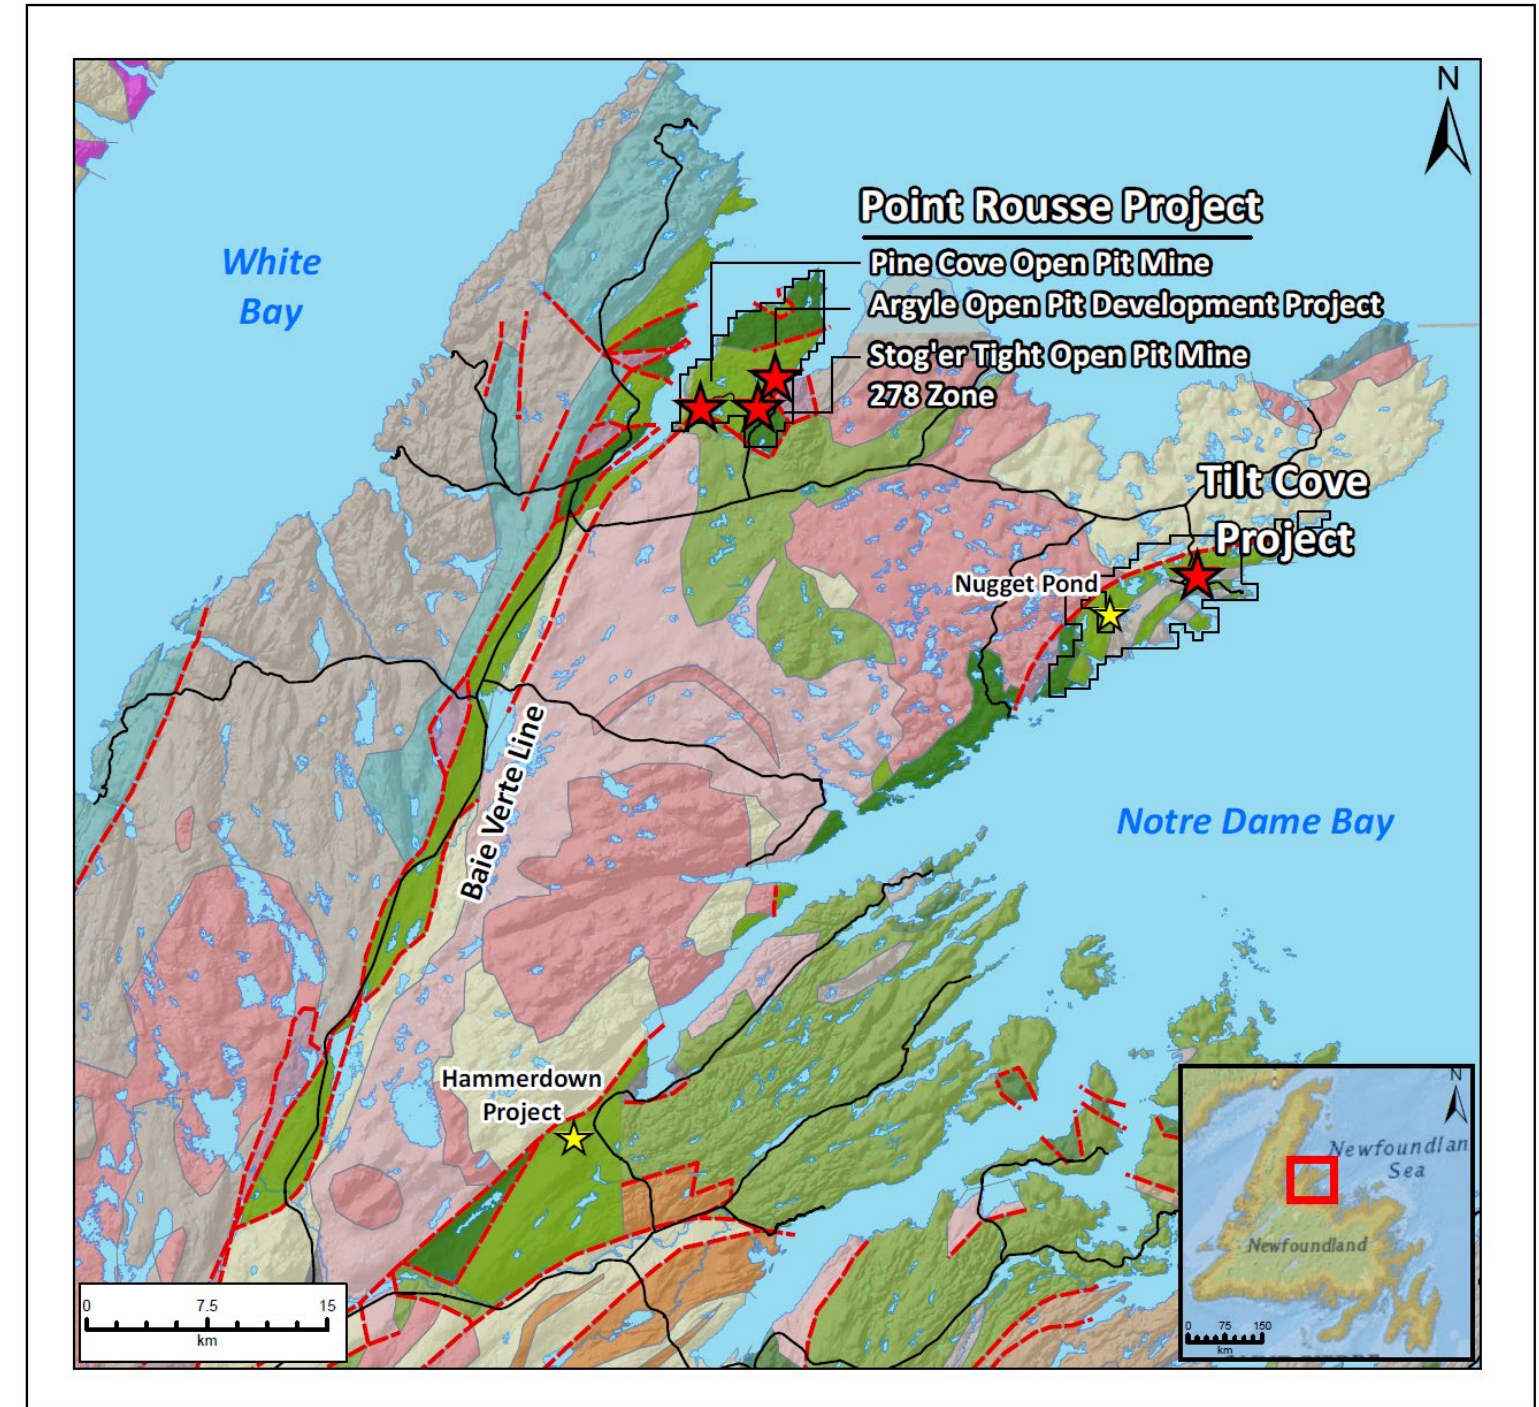 N
Point Rousse Project
Pine Cove Open Pit Mine
Argyle Open Pit Development Project
Stog'er Tight Open Pit Mine
278 Zone
White
Bay
Tilt Cove
Project
Nugget Pond
Baie Verte Line
Notre Dame Bay
Hammerdown
Project
0 7.5 15
km
N
Newfoundlan
Sea
Newfoundland
0 75 150
km